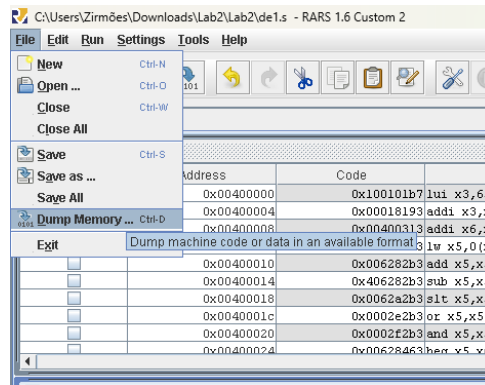 C:\Users\Zirmões\Downloads\Lab2\Lab2\de1.s - RARS 1.6 Custom 2
File Edit Run Settings Tools Help
New Ctrl-N
Open ... Ctrl-O
Close Ctrl-W
Close All
Save Ctrl-S
Save as ...
Save All
Dump Memory ... Ctrl-D
Exit
Dump machine code or data in an available format
Address Code
0x00400000 0x100101b7 lui x3,6
0x00400004 0x00018193 addi x3,
0x00400008 0x00400313 addi x6,
3 lw x5,0(
0x00400010 0x006282b3 add x5,x
0x00400014 0x406282b3 sub x5,x
0x00400018 0x0062a2b3 slt x5,x
0x0040001c 0x0002e2b3 or x5,x5
0x00400020 0x0002f2b3 and x5,x
0x00400024 0x00628463 beq x5,x